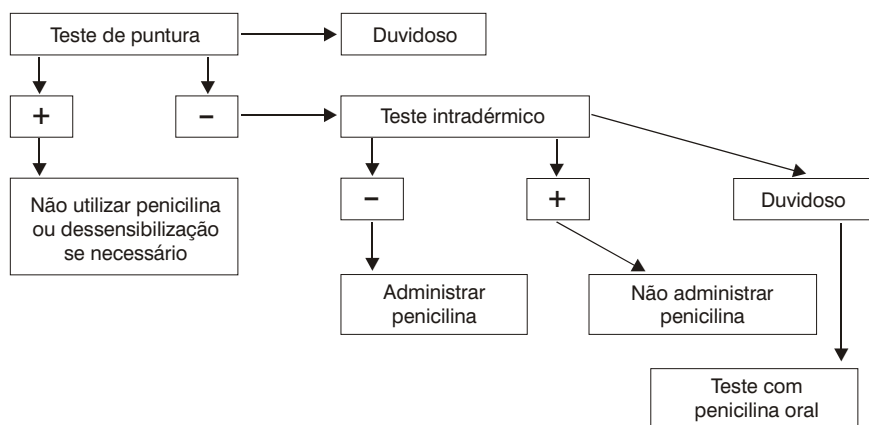 Teste de puntura
Duvidoso
+
-
Teste intradérmico
Não utilizar penicilina
ou dessensibilização
se necessário
-
+
Duvidoso
Administrar
penicilina
Não administrar
penicilina
Teste com
penicilina oral